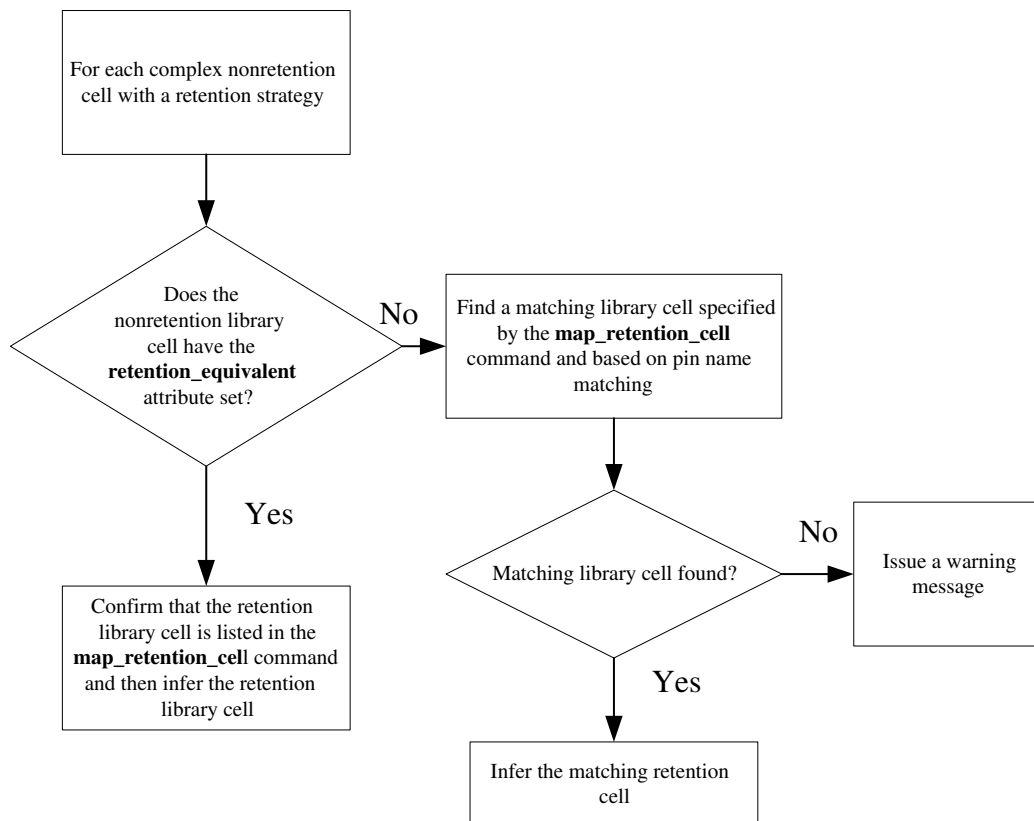 For each complex nonretention
cell with a retention strategy
Does the
nonretention library
cell have the
retention_equivalent
attribute set?
No
Find a matching library cell specified
by the map_retention_cell
command and based on pin name
matching
Yes
Confirm that the retention
library cell is listed in the
map_retention_cell command
and then infer the retention
library cell
Matching library cell found?
No
Issue a warning
message
Yes
Infer the matching retention
cell